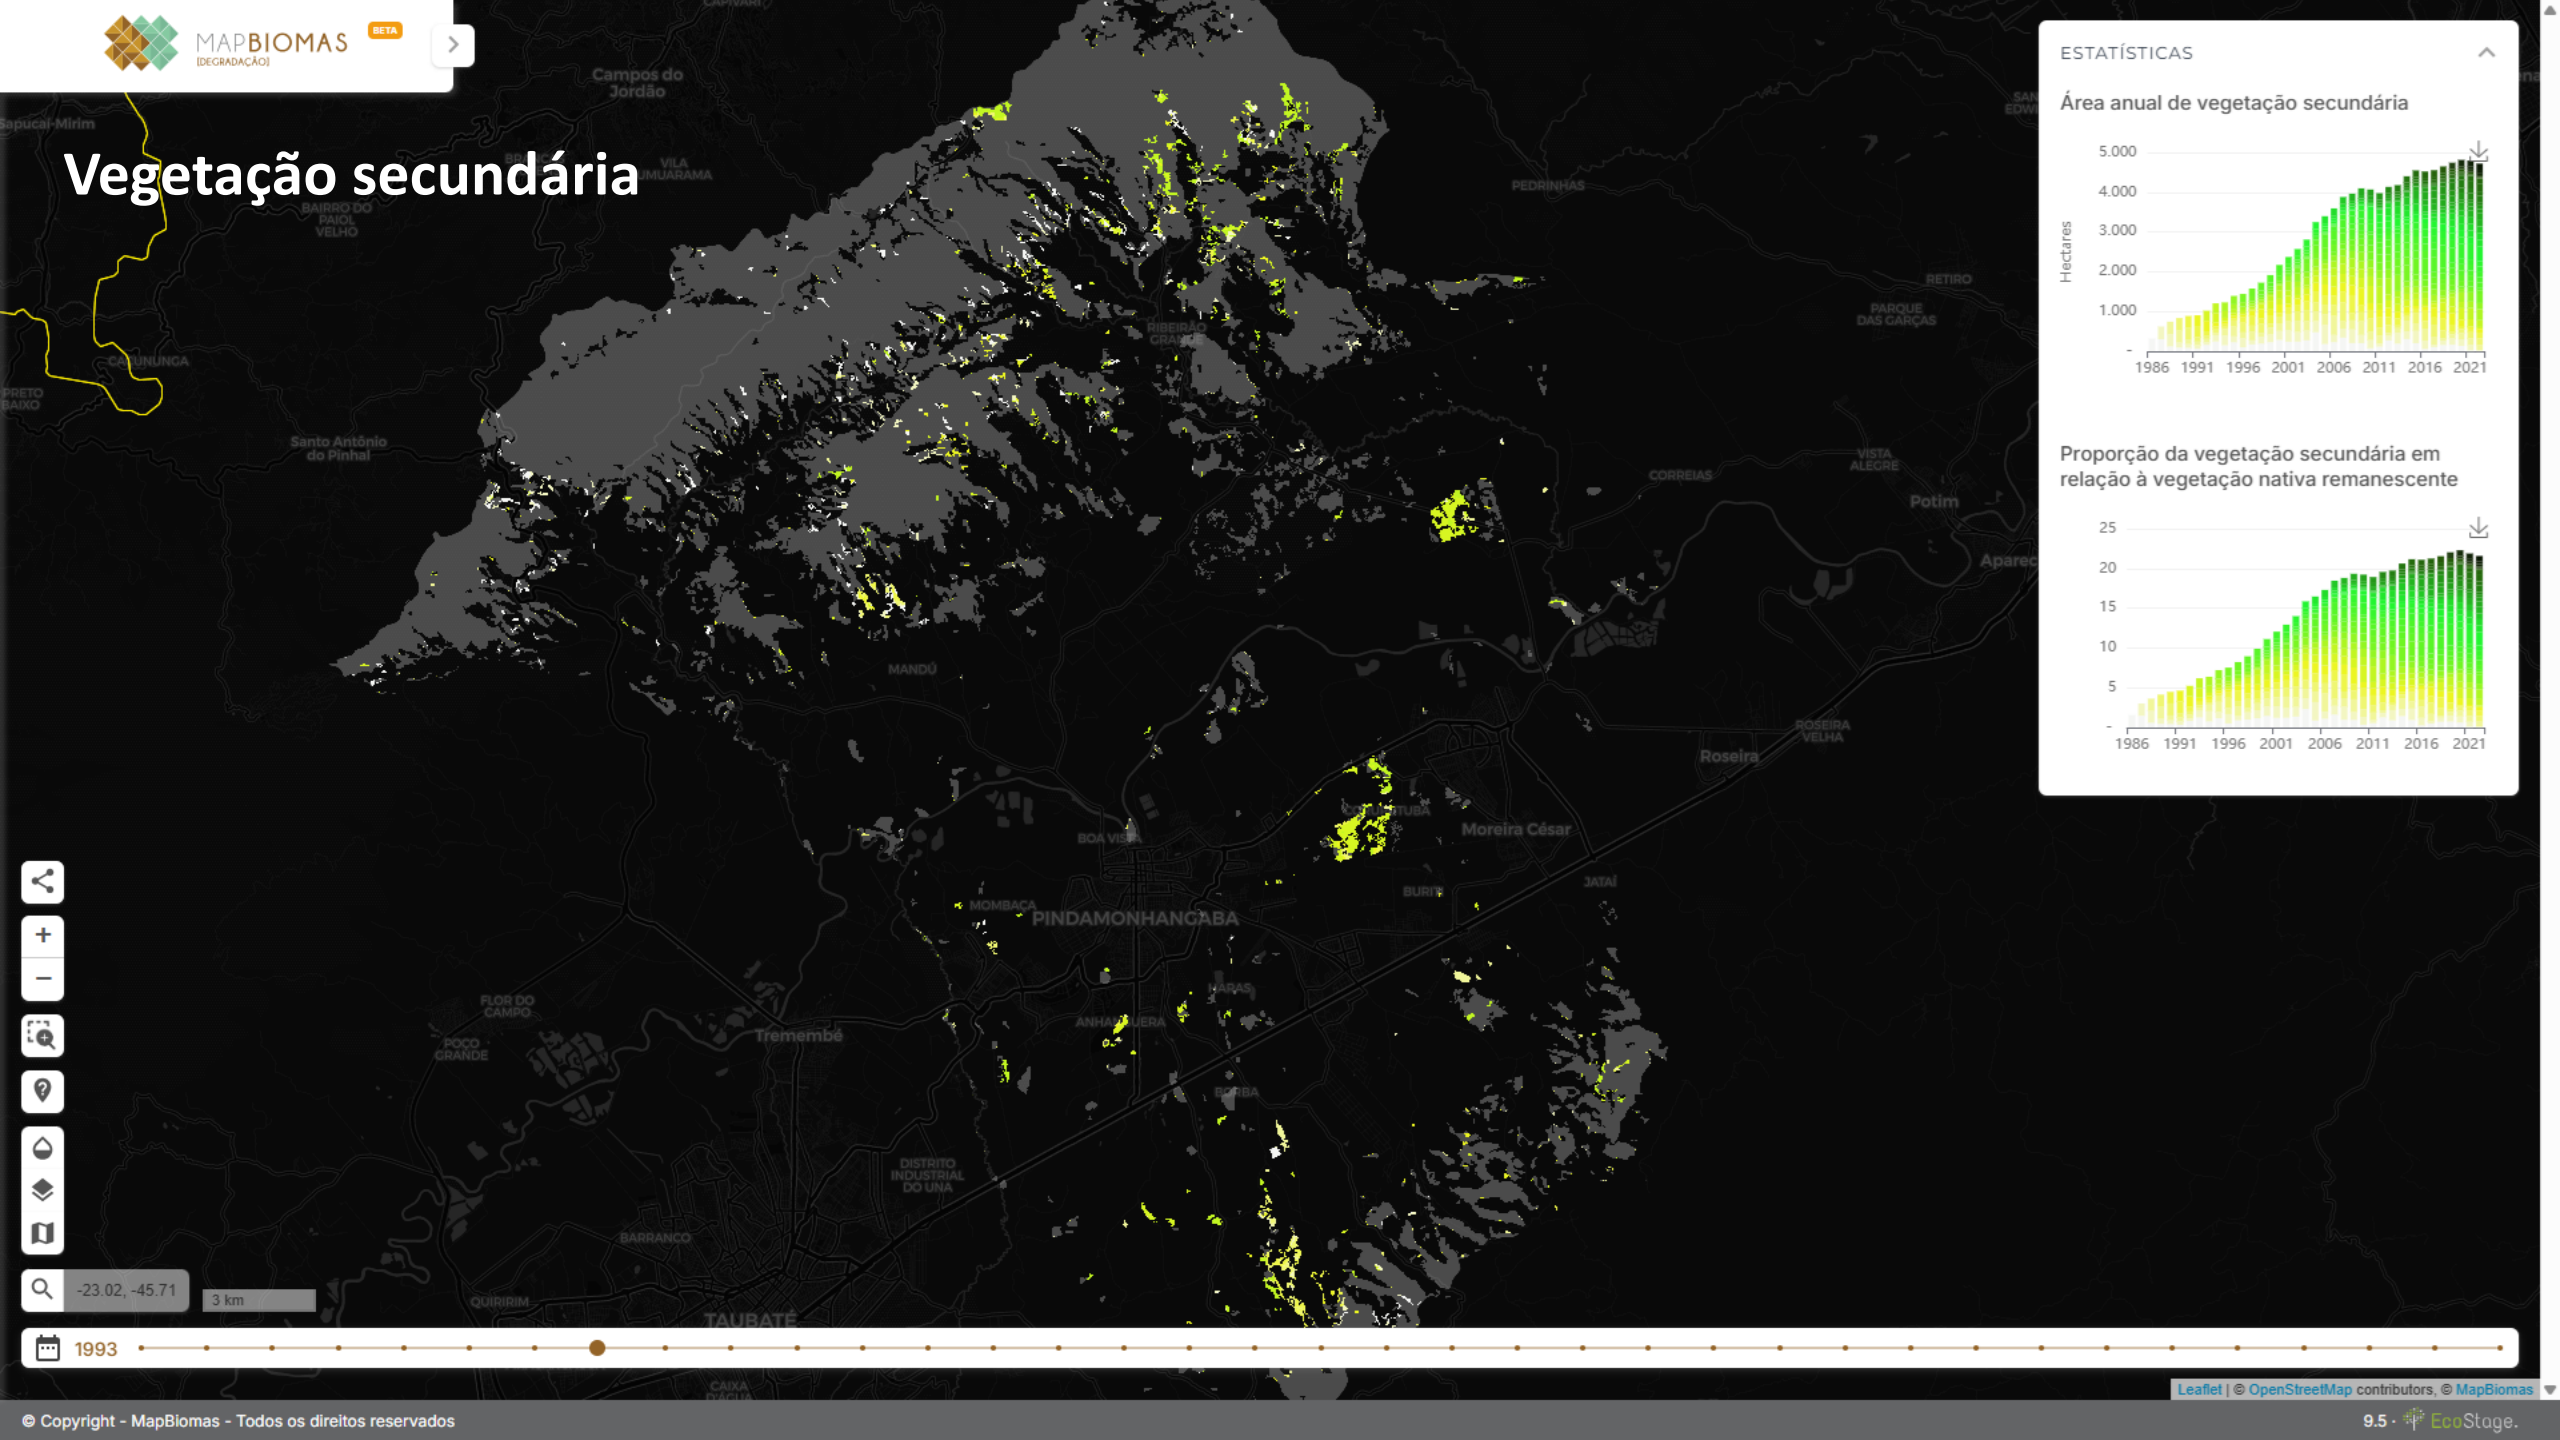 MAPBIOMAS
[DEGRADAÇÃO]
BETA
Vegetação secundária
ESTATÍSTICAS
Área anual de vegetação secundária
5.000
4.000
3.000
2.000
1.000
-
Hectares
1986 1991 1996 2001 2006 2011 2016 2021
Proporção da vegetação secundária em
relação à vegetação nativa remanescente
25
20
15
10
5
-
1986 1991 1996 2001 2006 2011 2016 2021
CAPIVARI
Campos do
Jordão
Sapucaí-Mirim
VILA
BAIRRO DO
PAIOL
VELHO
PEDRINHAS
RETIRO
PARQUE
DAS GARÇAS
RIBEIRÃO
GRANDE
PRETO
BAIXO
Santo Antônio
do Pinhal
VISTA
ALEGRE
CORREIAS
Potim
Aparec
MANDÚ
ROSEIRA
VELHA
Roseira
BOA VISTA
Moreira César
JATAÍ
MOMBAÇA
PINDAMONHANGABA
FLOR DO
CAMPO
POÇO
GRANDE
Tremembé
DISTRITO
INDUSTRIAL
DO UNA
BARRANCO
QUIRIRIM
TAUBATÉ
CAIXA
D'ÁGUA
-23.02, -45.71
3 km
1993
Leaflet | © OpenStreetMap contributors, © MapBiomas
© Copyright - MapBiomas - Todos os direitos reservados
9.5 · EcoStage.